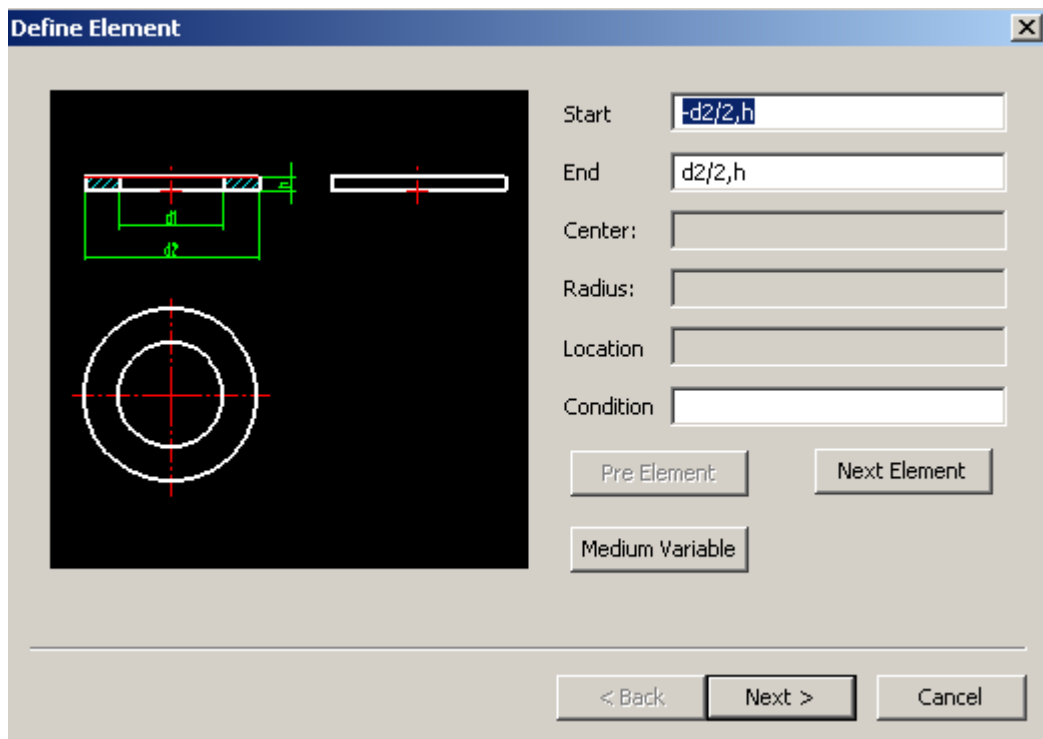 Define Element
Start
-d2/2,h
End
d2/2,h
Center:
Radius:
Location
Condition
h
d1
d2
Pre Element
Next Element
Medium Variable
< Back
Next >
Cancel